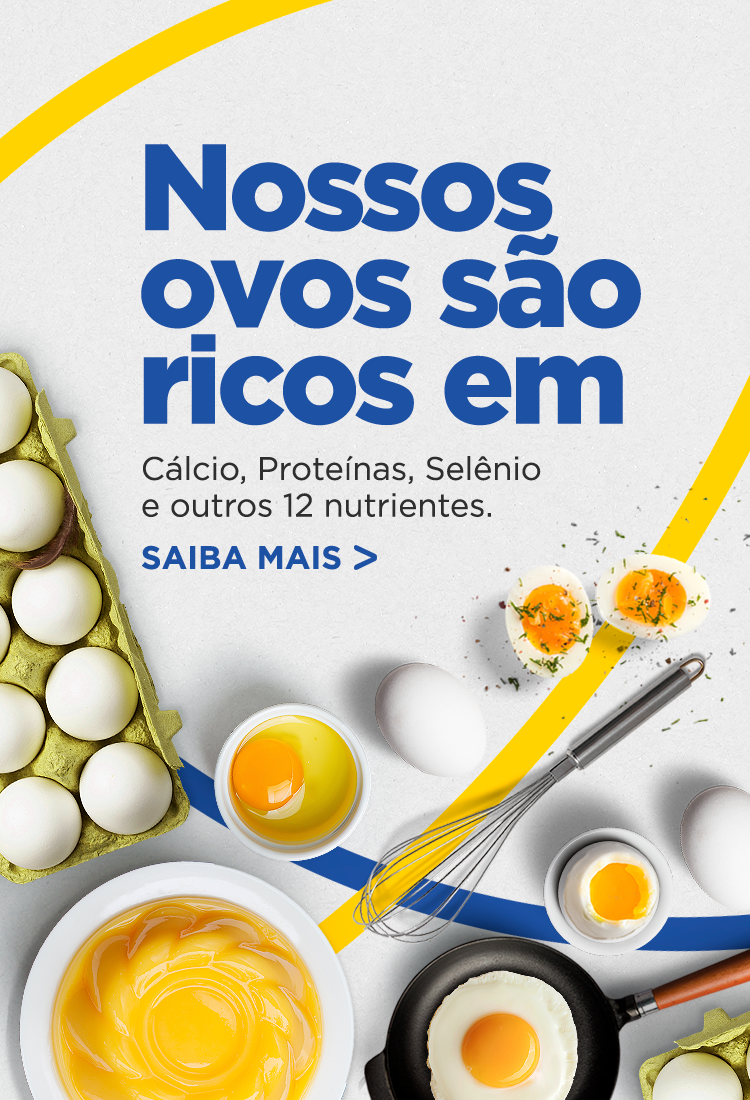 Nossos
ovos são
ricos em
Cálcio, Proteínas, Selênio
e outros 12 nutrientes.
SAIBA MAIS >